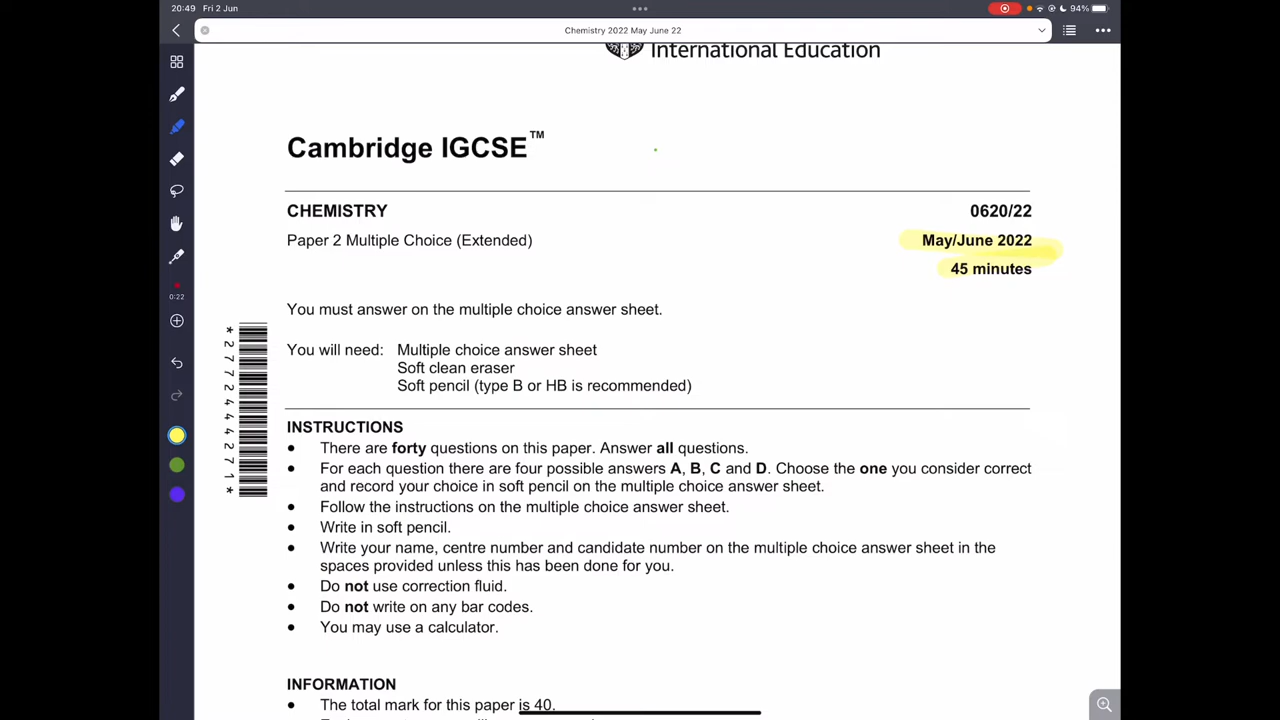 20:49 Fri 2 Jun
94%
Chemistry 2022 May June 22
International Education
Cambridge IGCSE™
CHEMISTRY
0620/22
Paper 2 Multiple Choice (Extended)
May/June 2022
45 minutes
You must answer on the multiple choice answer sheet.
You will need: Multiple choice answer sheet
Soft clean eraser
Soft pencil (type B or HB is recommended)
0:22
*2772444271*
INSTRUCTIONS
● There are forty questions on this paper. Answer all questions.
● For each question there are four possible answers A, B, C and D. Choose the one you consider correct
and record your choice in soft pencil on the multiple choice answer sheet.
● Follow the instructions on the multiple choice answer sheet.
● Write in soft pencil.
● Write your name, centre number and candidate number on the multiple choice answer sheet in the
spaces provided unless this has been done for you.
● Do not use correction fluid.
● Do not write on any bar codes.
● You may use a calculator.
INFORMATION
● The total mark for this paper is 40.